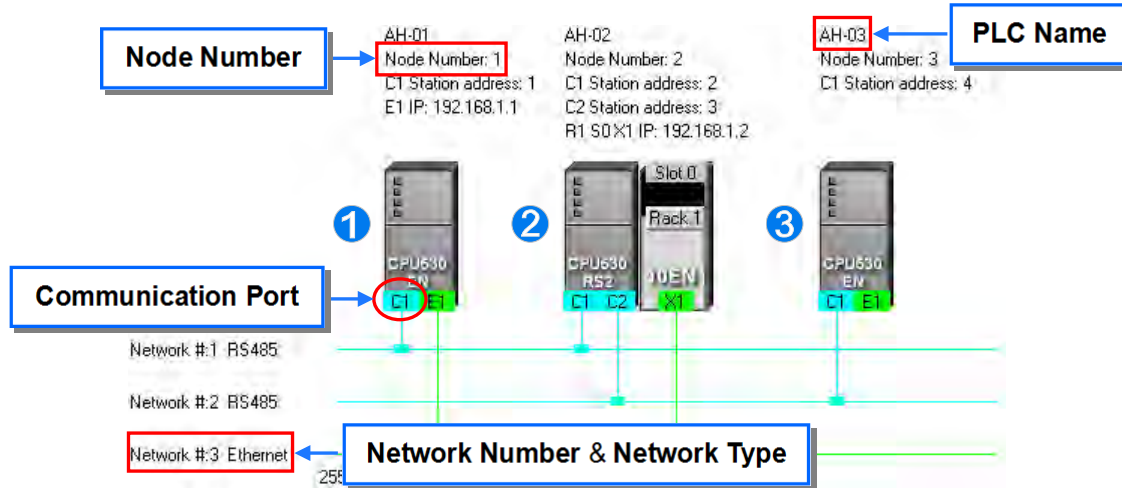 AH-01
AH-02
AH-03
PLC Name
Node Number
Node Number: 1
Node Number: 2
Node Number: 3
C1 Station address: 1
C1 Station address: 2
C1 Station address: 4
E1 IP: 192.168.1.1
C2 Station address: 3
R1 S0 X1 IP: 192.168.1.2
Slot 0
Rack 1
1
2
3
CPU530
EN
CPU530
RS2
10EN
CPU530
EN
Communication Port
C1 E1
C1 C2
X1
C1 E1
Network #:1 RS485
Network #:2 RS485
Network #:3 Ethernet
Network Number & Network Type
255